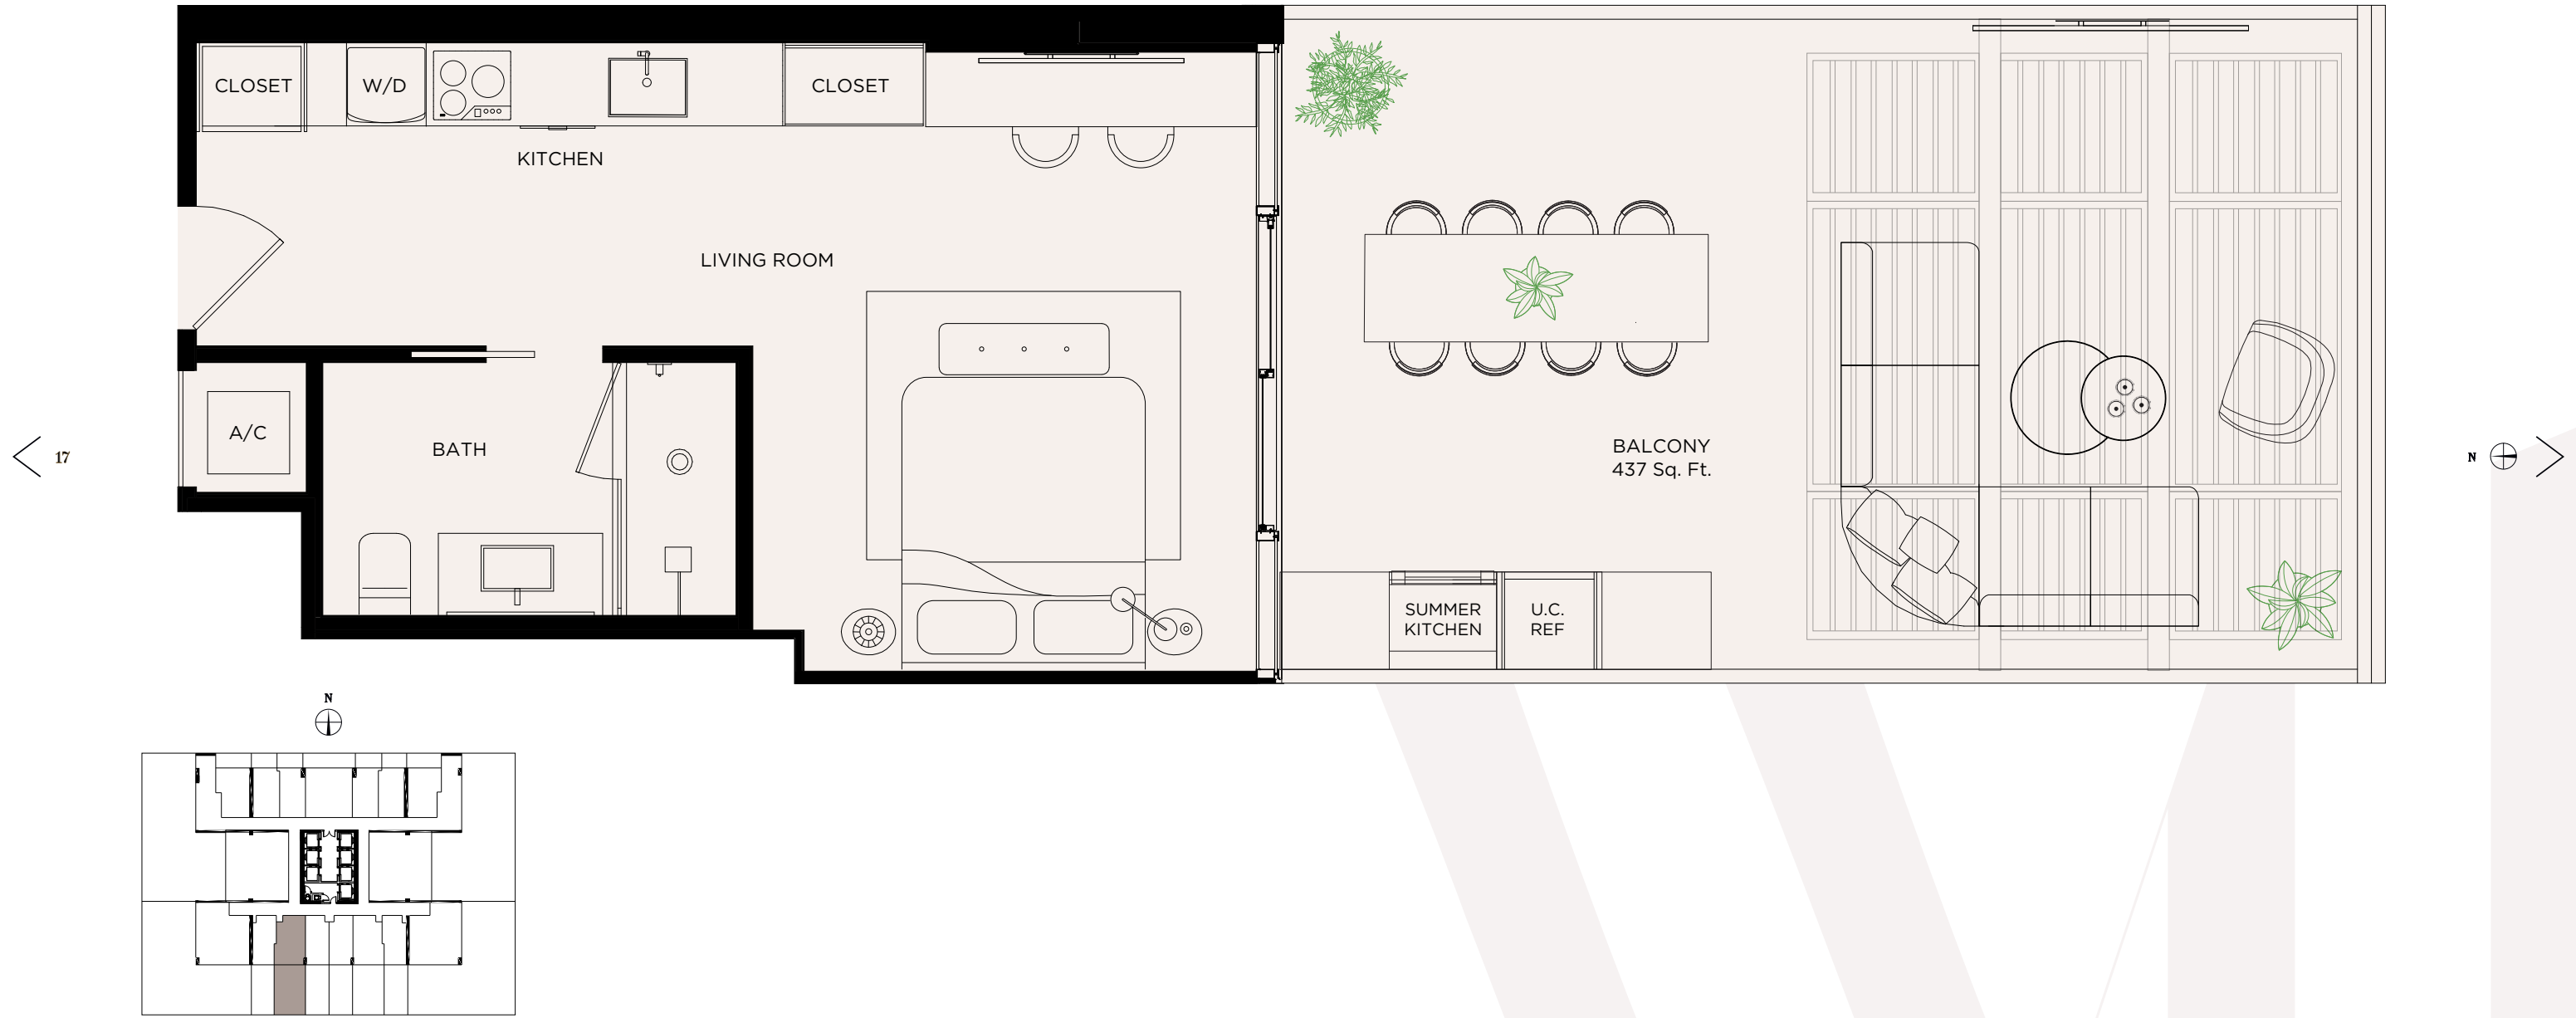 CLOSET
W/D
CLOSET
KITCHEN
LIVING ROOM
A/C
BATH
BALCONY
437 Sq. Ft.
17
N
SUMMER
KITCHEN
U.C.
REF
N